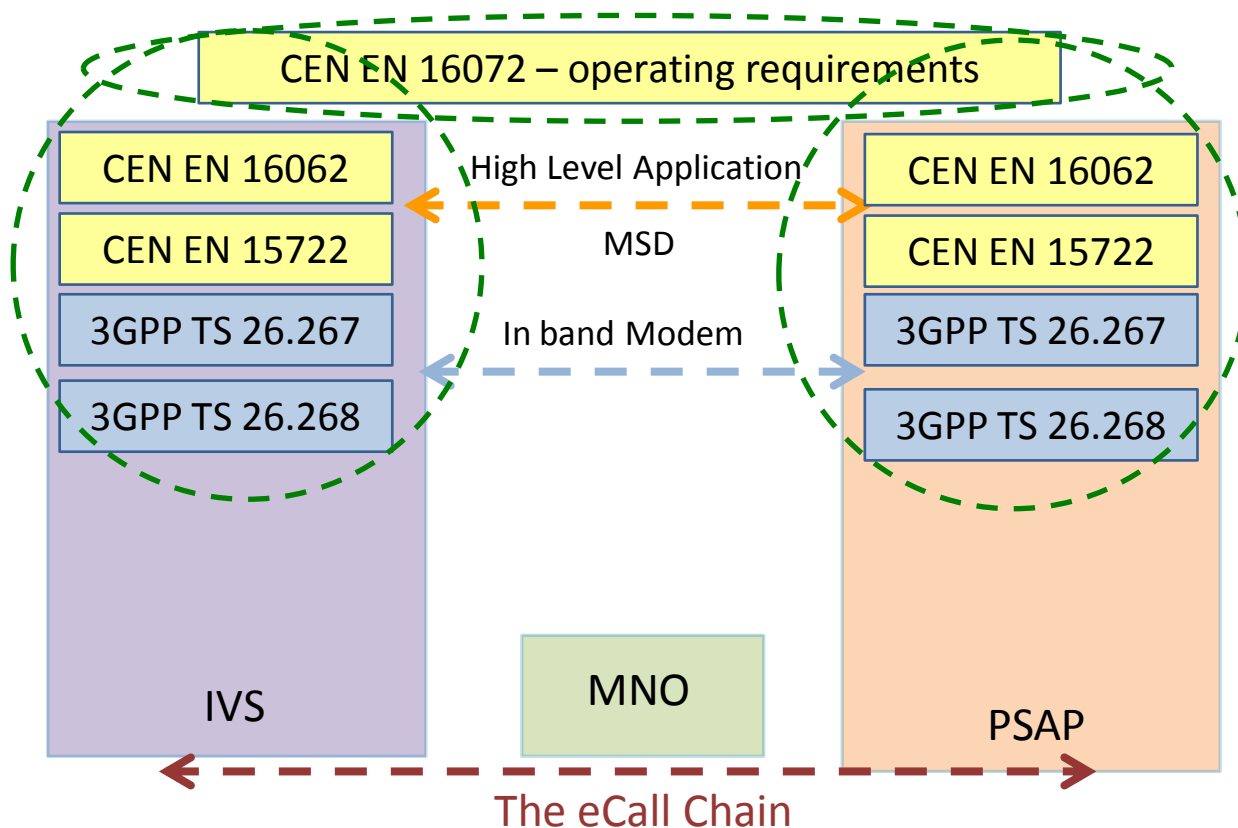 CEN EN 16072 – operating requirements
CEN EN 16062
CEN EN 15722
3GPP TS 26.267
3GPP TS 26.268
IVS
High Level Application
MSD
In band Modem
MNO
CEN EN 16062
CEN EN 15722
3GPP TS 26.267
3GPP TS 26.268
PSAP
The eCall Chain